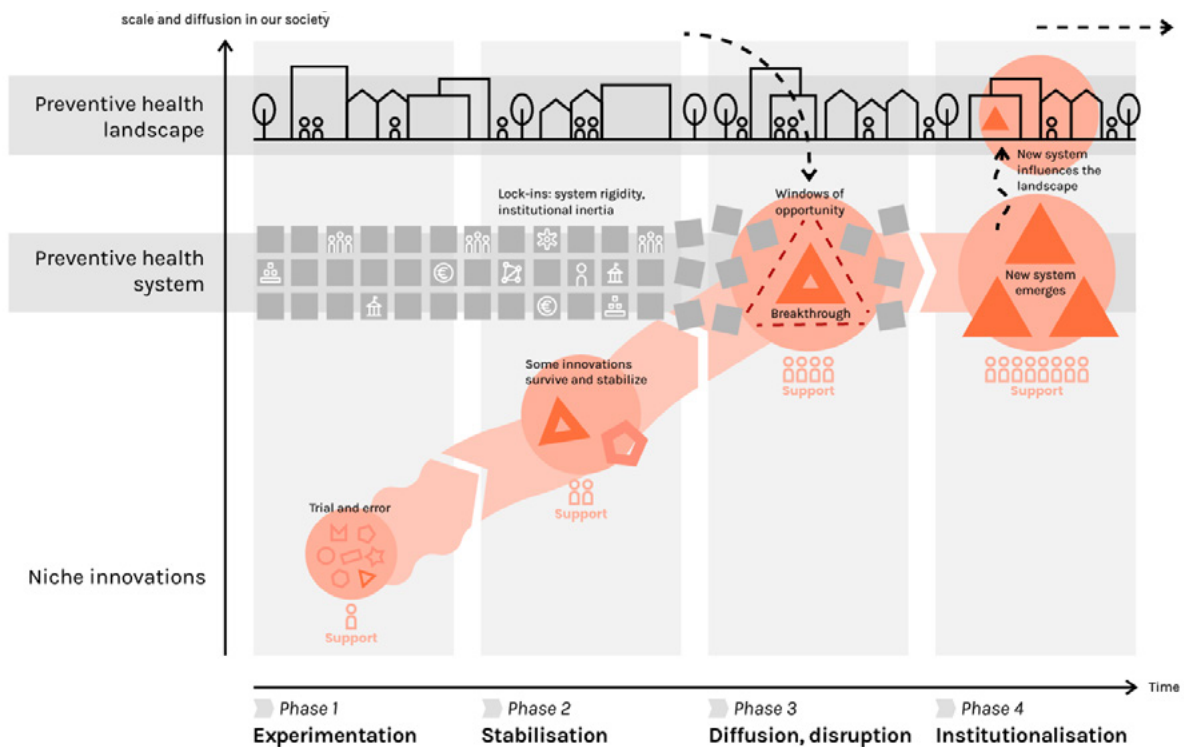 scale and diffusion in our society
Preventive health
landscape
New system
influences the
landscape
Lock-ins: system rigidity,
institutional inertia
Windows of
opportunity
Preventive health
system
New system
emerges
Breakthrough
Some innovations
survive and stabilize
Support
Support
Trial and error
Support
Niche innovations
Support
Time
Phase 1
Experimentation
Phase 2
Stabilisation
Phase 3
Diffusion, disruption
Phase 4
Institutionalisation